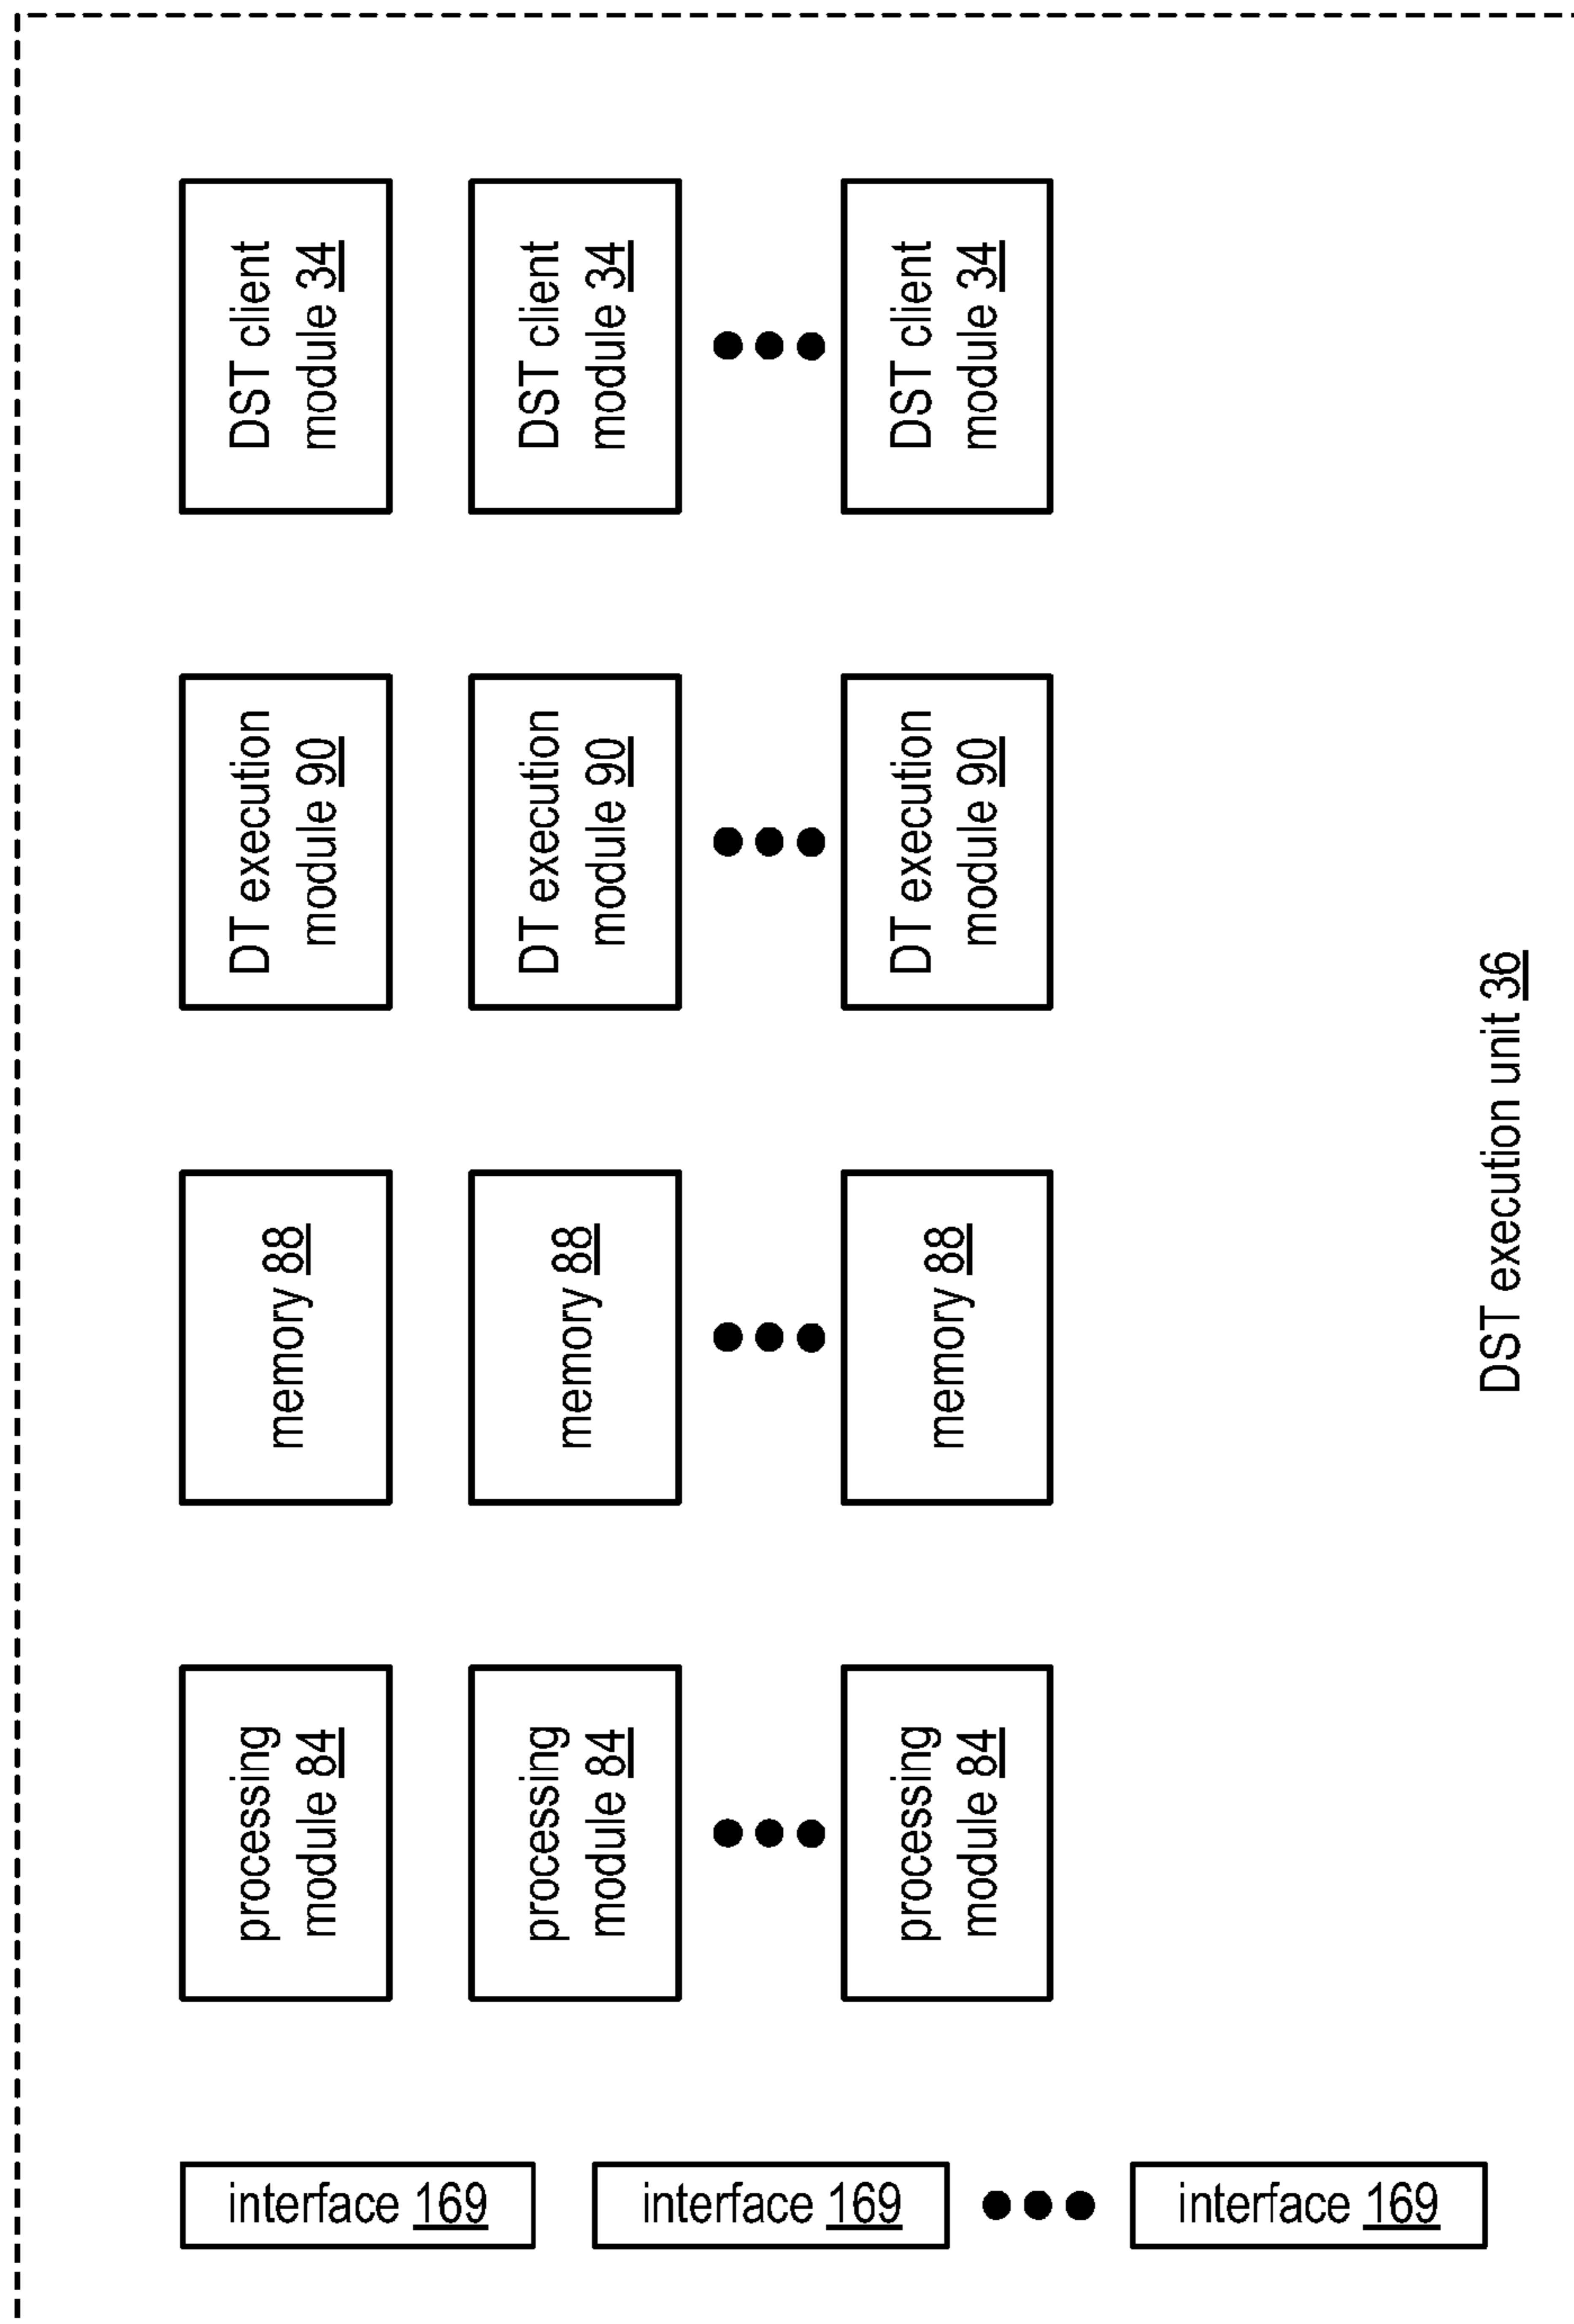 DST client
module 34
DST client
module 34
DST client
module 34
DT execution
module 90
DT execution
module 90
DT execution
module 90
memory 88
memory 88
memory 88
processing
module 84
processing
module 84
processing
module 84
interface 169
interface 169
interface 169
DST execution unit 36